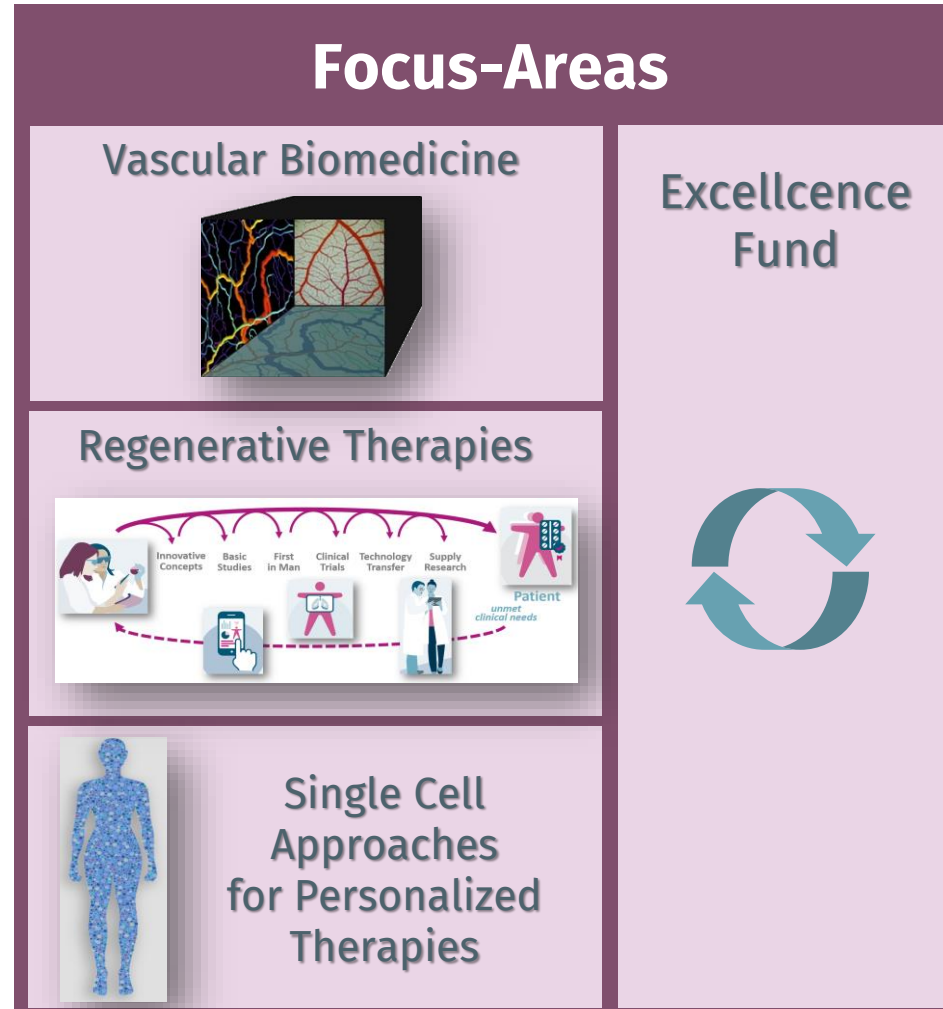 Focus-Areas
Vascular Biomedicine
Excellcence
Fund
Regenerative Therapies
Innovative
Concepts
Basic
Studies
First
in Man
Clinical
Trials
Technology
Transfer
Supply
Research
Patient
unmet
clinical needs
Single Cell
Approaches
for Personalized
Therapies